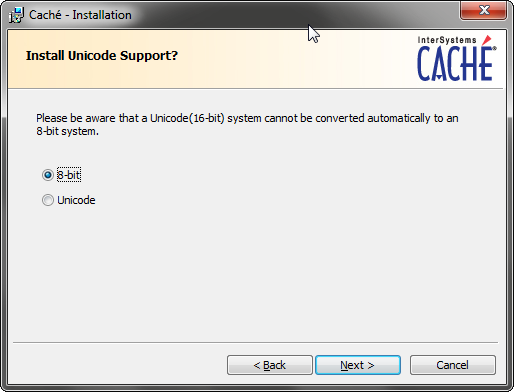 Caché - Installation
Install Unicode Support?
INTERSYSTEMS
CACHÉ®
Please be aware that a Unicode(16-bit) system cannot be converted automatically to an
8-bit system.
8-bit
Unicode
< Back
Next >
Cancel